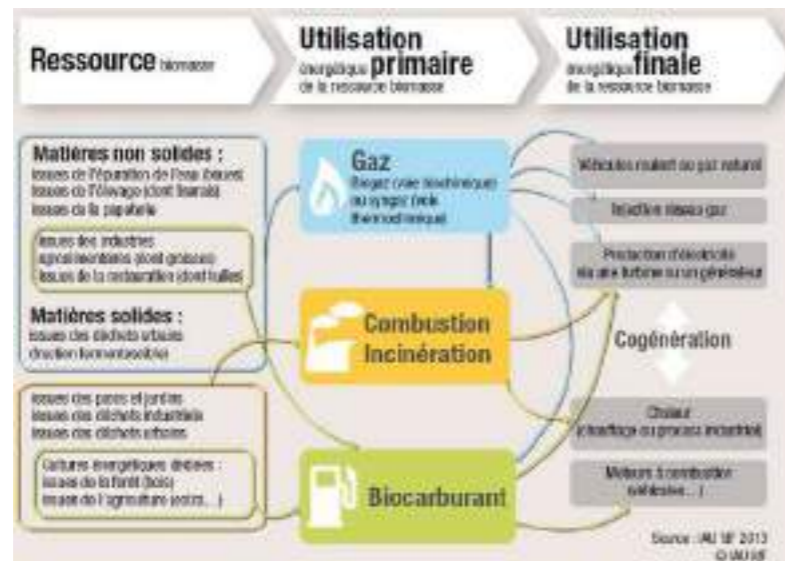 Ressource biomasse
Utilisation
énergétique primaire
de la ressource biomasse
Utilisation
énergétique finale
de la ressource biomasse
Matières non solides :
issues de l'épuration de l'eau (boues)
issues de l'élevage (dont fumiers)
issues de la papeterie
issues des industries
agroalimentaires (dont graisses)
issues de la restauration (dont huiles)
Matières solides :
issues des déchets urbains
(fraction fermentescible)
issues des parcs et jardins
issues des déchets industriels
issues des déchets urbains
Cultures énergétiques dédiées :
issues de la forêt (bois)
issues de l'agriculture
Gaz
Biogaz (voie biochimique)
ou syngaz (voie
thermochimique)
Combustion
Incinération
Biocarburant
Véhicules roulant au gaz naturel
Injection réseau gaz
Production d'électricité
via une turbine ou un générateur
Cogénération
Chaleur
(chauffage ou process industriel)
Moteurs à combustion
(véhicules...)
Source : IAU îdF 2013
© IAU îdF